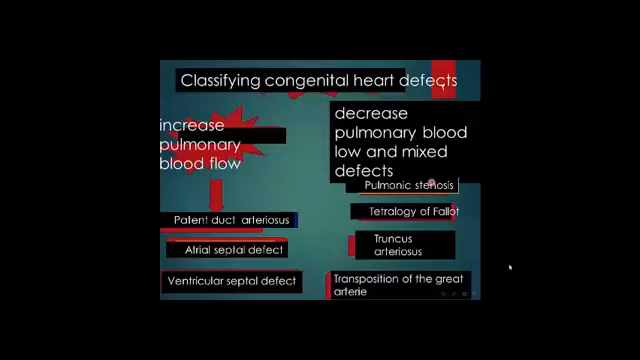 Classifying congenital heart defects
increase
pulmonary
blood flow
Patent duct arteriosus
Atrial septal defect
Ventricular septal defect
decrease
pulmonary blood
low and mixed
defects
Pulmonic stenosis
Tetralogy of Fallot
Truncus
arteriosus
Transposition of the great
arterie